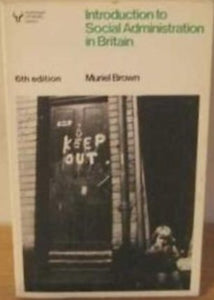 Introduction to
Social Administration
in Britain
6th edition
Muriel Brown
KEEP
OUT